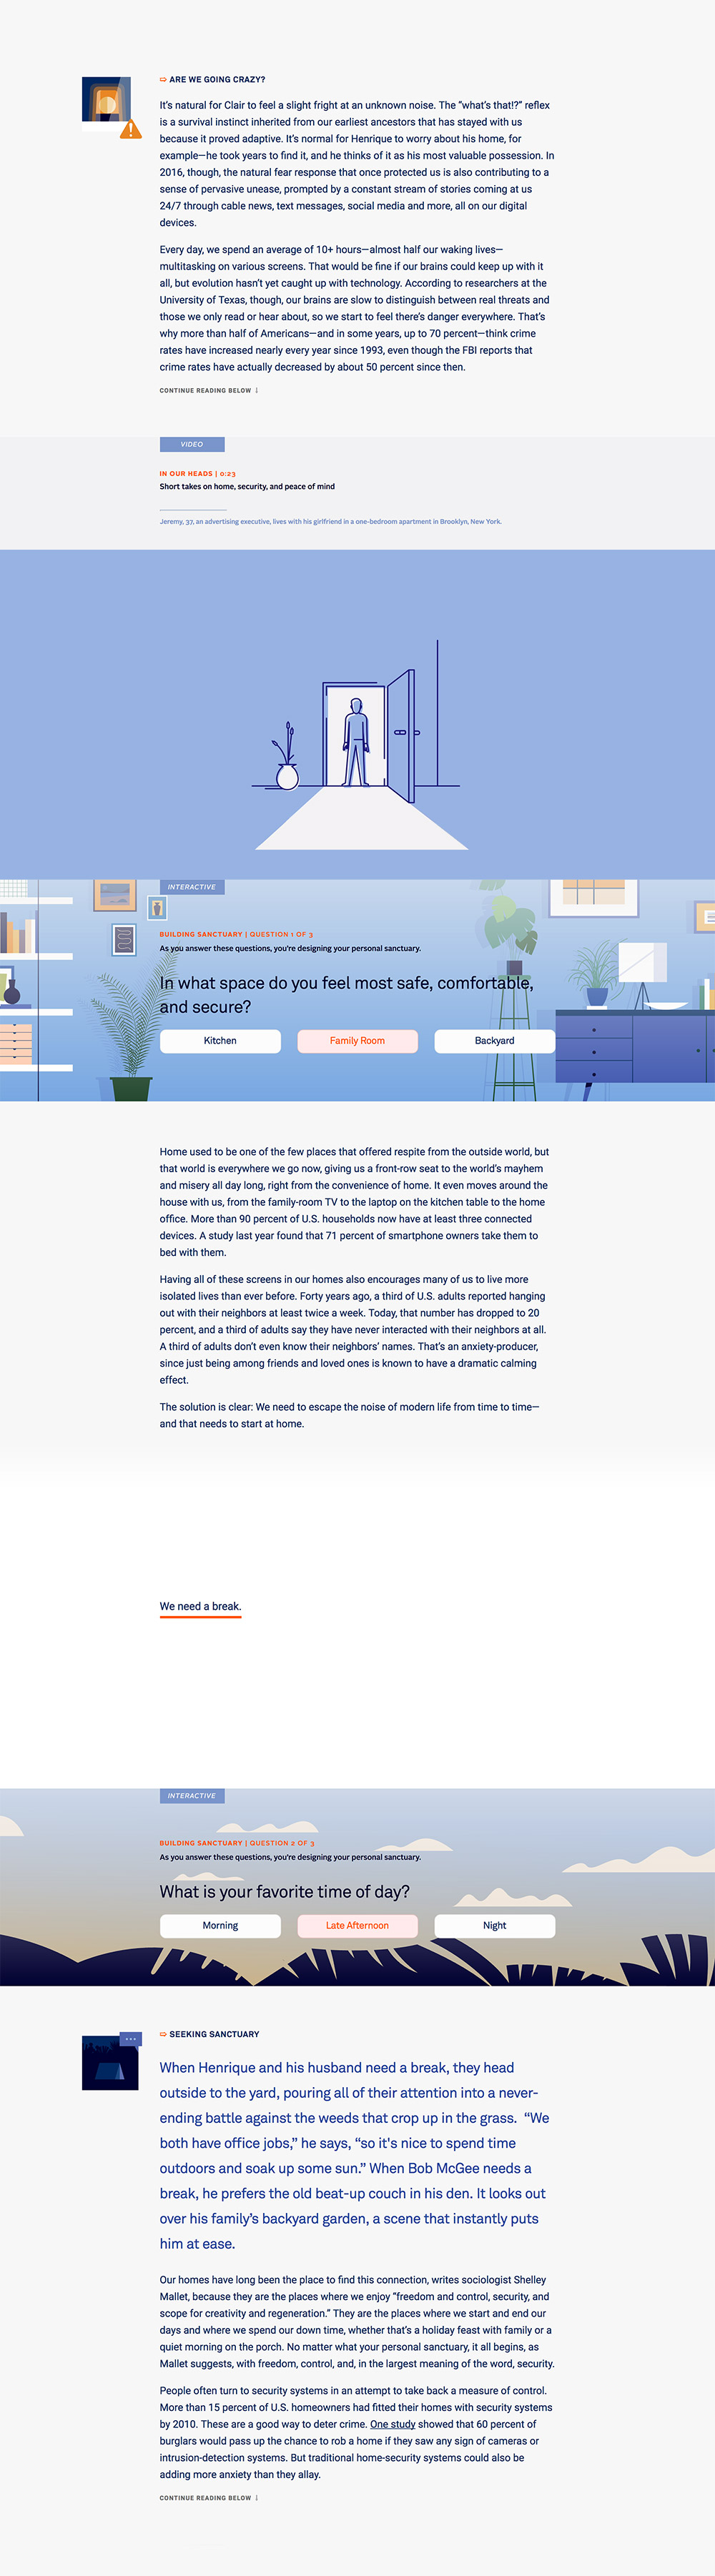 ➯ ARE WE GOING CRAZY?
It’s natural for Clair to feel a slight fright at an unknown noise. The “what’s that!?” reflex
is a survival instinct inherited from our earliest ancestors that has stayed with us
because it proved adaptive. It’s normal for Henrique to worry about his home, for
example—he took years to find it, and he thinks of it as his most valuable possession. In
2016, though, the natural fear response that once protected us is also contributing to a
sense of pervasive unease, prompted by a constant stream of stories coming at us
24/7 through cable news, text messages, social media and more, all on our digital
devices.
Every day, we spend an average of 10+ hours—almost half our waking lives—
multitasking on various screens. That would be fine if our brains could keep up with it
all, but evolution hasn’t yet caught up with technology. According to researchers at the
University of Texas, though, our brains are slow to distinguish between real threats and
those we only read or hear about, so we start to feel there’s danger everywhere. That’s
why more than half of Americans—and in some years, up to 70 percent—think crime
rates have increased nearly every year since 1993, even though the FBI reports that
crime rates have actually decreased by about 50 percent since then.
CONTINUE READING BELOW ↓
VIDEO
IN OUR HEADS | 0:23
Short takes on home, security, and peace of mind
Jeremy, 37, an advertising executive, lives with his girlfriend in a one-bedroom apartment in Brooklyn, New York.
INTERACTIVE
BUILDING SANCTUARY | QUESTION 1 OF 3
As you answer these questions, you’re designing your personal sanctuary.
In what space do you feel most safe, comfortable,
and secure?
Kitchen Family Room Backyard
Home used to be one of the few places that offered respite from the outside world, but
that world is everywhere we go now, giving us a front-row seat to the world’s mayhem
and misery all day long, right from the convenience of home. It even moves around the
house with us, from the family-room TV to the laptop on the kitchen table to the home
office. More than 90 percent of U.S. households now have at least three connected
devices. A study last year found that 71 percent of smartphone owners take them to
bed with them.
Having all of these screens in our homes also encourages many of us to live more
isolated lives than ever before. Forty years ago, a third of U.S. adults reported hanging
out with their neighbors at least twice a week. Today, that number has dropped to 20
percent, and a third of adults say they have never interacted with their neighbors at all.
A third of adults don’t even know their neighbors’ names. That’s an anxiety-producer,
since just being among friends and loved ones is known to have a dramatic calming
effect.
The solution is clear: We need to escape the noise of modern life from time to time—
and that needs to start at home.
We need a break.
INTERACTIVE
BUILDING SANCTUARY | QUESTION 2 OF 3
As you answer these questions, you’re designing your personal sanctuary.
What is your favorite time of day?
Morning Late Afternoon Night
➯ SEEKING SANCTUARY
When Henrique and his husband need a break, they head
outside to the yard, pouring all of their attention into a never-
ending battle against the weeds that crop up in the grass. “We
both have office jobs,” he says, “so it's nice to spend time
outdoors and soak up some sun.” When Bob McGee needs a
break, he prefers the old beat-up couch in his den. It looks out
over his family’s backyard garden, a scene that instantly puts
him at ease.
Our homes have long been the place to find this connection, writes sociologist Shelley
Mallet, because they are the places where we enjoy “freedom and control, security, and
scope for creativity and regeneration.” They are the places where we start and end our
days and where we spend our down time, whether that’s a holiday feast with family or a
quiet morning on the porch. No matter what your personal sanctuary, it all begins, as
Mallet suggests, with freedom, control, and, in the largest meaning of the word, security.
People often turn to security systems in an attempt to take back a measure of control.
More than 15 percent of U.S. homeowners had fitted their homes with security systems
by 2010. These are a good way to deter crime. One study showed that 60 percent of
burglars would pass up the chance to rob a home if they saw any sign of cameras or
intrusion-detection systems. But traditional home-security systems could also be
adding more anxiety than they allay.
CONTINUE READING BELOW ↓